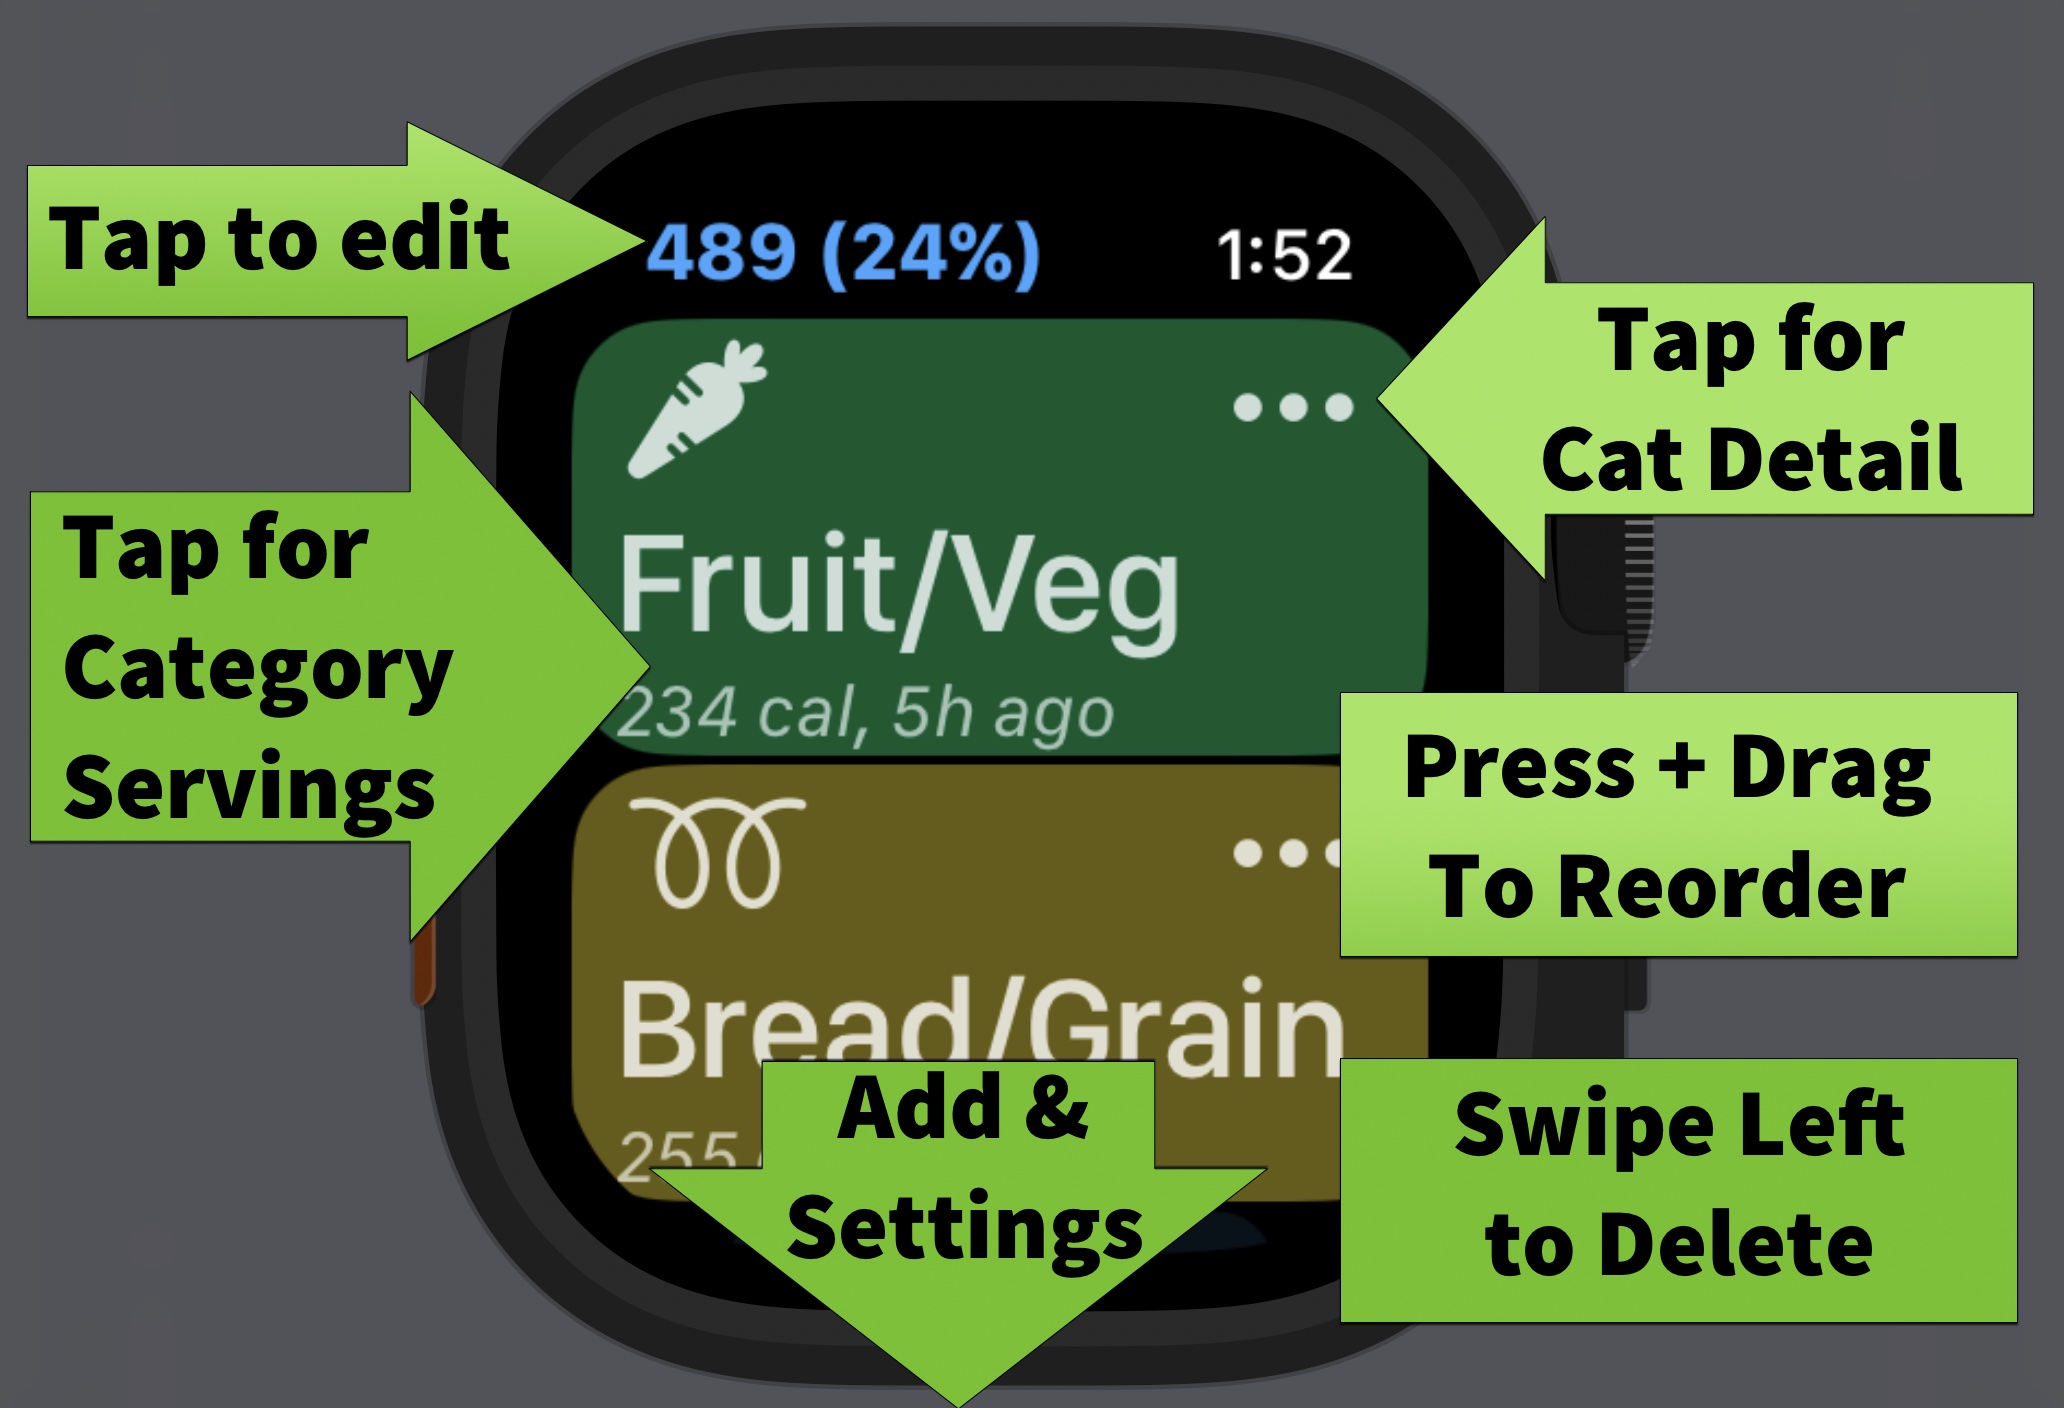 Tap to edit
489 (24%)
1:52
Tap for
Cat Detail
Fruit/Veg
234 cal, 5h ago
Tap for
Category
Servings
Press + Drag
To Reorder
Bread/Grain
255
Add &
Settings
Swipe Left
to Delete